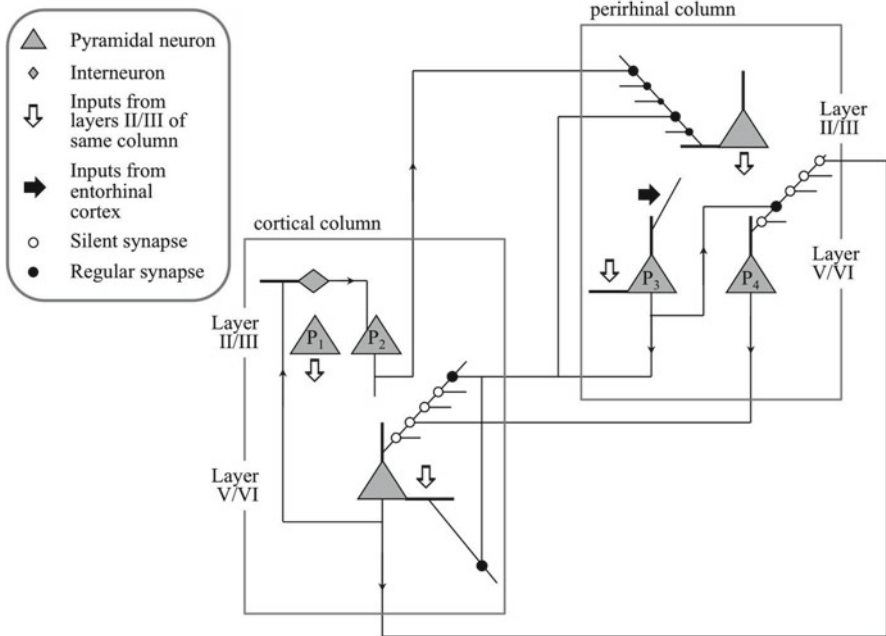 Pyramidal neuron
Interneuron
Inputs from
layers II/III of
same column
Inputs from
entorhinal
cortex
Silent synapse
Regular synapse
perirhinal column
Layer
II/III
Layer
V/VI
P3
P4
cortical column
Layer
II/III
P1
P2
Layer
V/VI